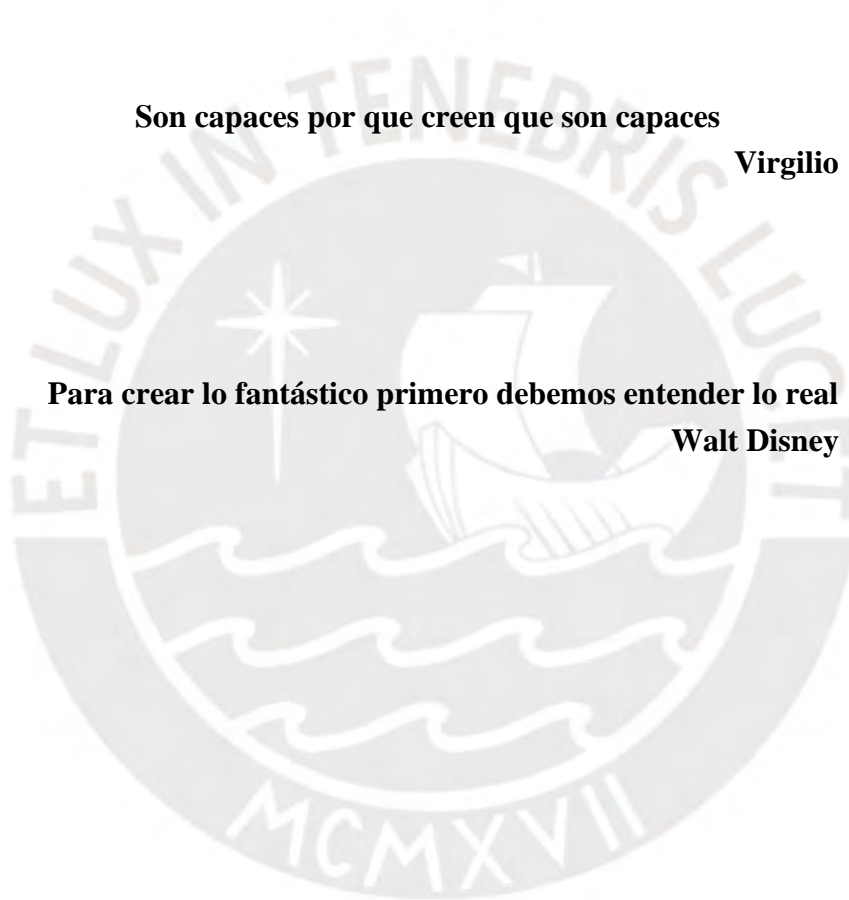 Son capaces por que creen que son capaces
Virgilio
Para crear lo fantástico primero debemos entender lo real
Walt Disney
ET LUX IN TENEBRIS LUCET
MCMXVII